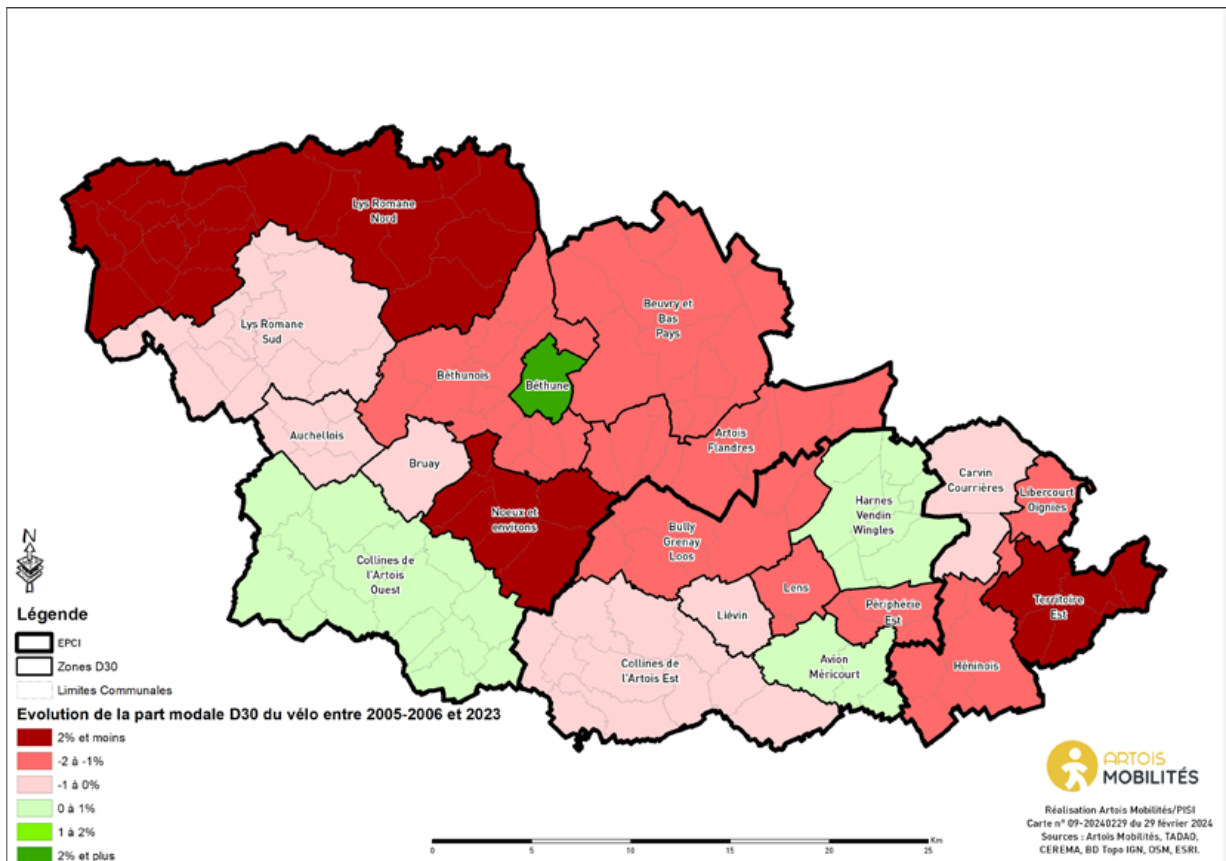 Lys Romane
Nord
Lys Romane
Sud
Beuvry et
Bas
Pays
Béthunois
Béthune
Auchellois
Bruay
Artois
Flandres
Noeux et
environs
Carvin
Courrières
Libercourt
Oignies
Harnes
Vendin
Wingles
Bully
Grenay
Loos
Collines de
l'Artois
Ouest
Lens
Périphérie
Est
Territoire
Est
Liévin
Collines de
l'Artois Est
Avion
Méricourt
Héninois
N
Légende
EPCI
Zones D30
Limites Communales
Evolution de la part modale D30 du vélo entre 2005-2006 et 2023
2% et moins
-2 à -1%
-1 à 0%
0 à 1%
1 à 2%
2% et plus
Km
0 5 10 15 20 25
ARTOIS
MOBILITÉS
Réalisation Artois Mobilités/PISI
Carte n° 09-20240229 du 29 février 2024
Sources : Artois Mobilités, TADAO,
CEREMA, BD Topo IGN, OSM, ESRI.